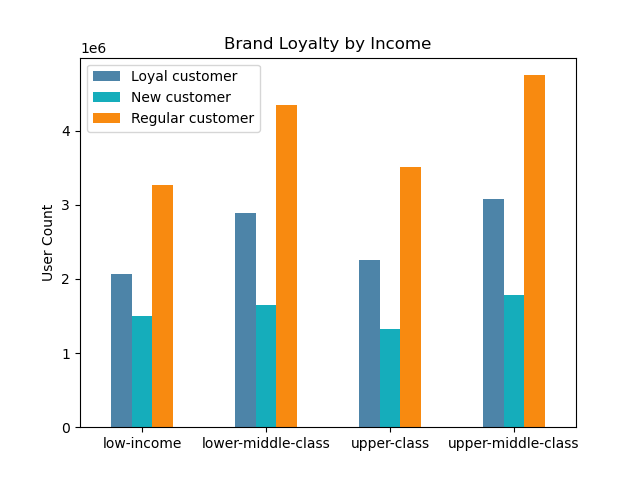 Brand Loyalty by Income
1e6
Loyal customer
New customer
Regular customer
User Count
4
3
2
1
0
low-income lower-middle-class upper-class upper-middle-class